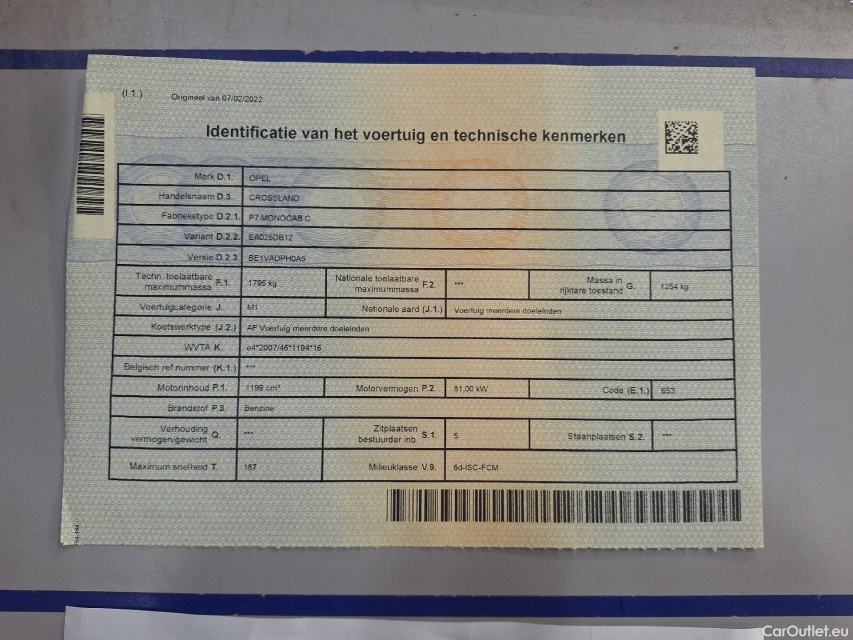 (I 1.)
Origineel van 07/02/2022
Identificatie van het voertuig en technische kenmerken
Merk D.1. OPEL
Handelsnaam D.3. CROSSLAND
Fabriekstype D.2.1. P7 MONOCAB C
Variant D.2.2. EA025DB12
Versie D.2.3 BE1VADPH0A5
Techn. toelaatbare maximummassa F.1. 1795 kg Nationale toelaatbare maximummassa F.2. *** Massa in rijklare toestand G. 1254 kg
Voertuigcategorie J. M1 Nationale aard (J.1.) Voertuig meerdere doeleinden
Koetswerktype (J.2.) AF Voertuig meerdere doeleinden
WVTA K. e4*2007/46*1194*16
Belgisch ref.nummer (K.1.) ***
Motorinhoud P.1. 1199 cm³ Motorvermogen P.2. 81,00 kW Code (E.1.) 653
Brandstof P.3. Benzine
Verhouding vermogen/gewicht Q. *** Zitplaatsen bestuurder inb. S.1. 5 Staanplaatsen S.2. ***
Maximum snelheid T. 187 Milieuklasse V.9. 6d-ISC-FCM
CarOutlet.eu